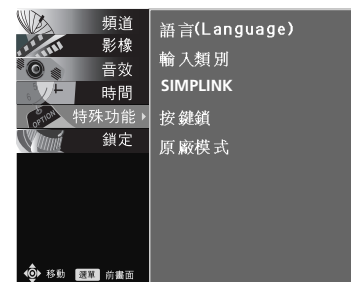 頻道
影像
音效
時間
OPTION
特殊功能
鎖定
移動 選單 前畫面
語言(Language)
輸入類別
SIMPLINK
按鍵鎖
原廠模式